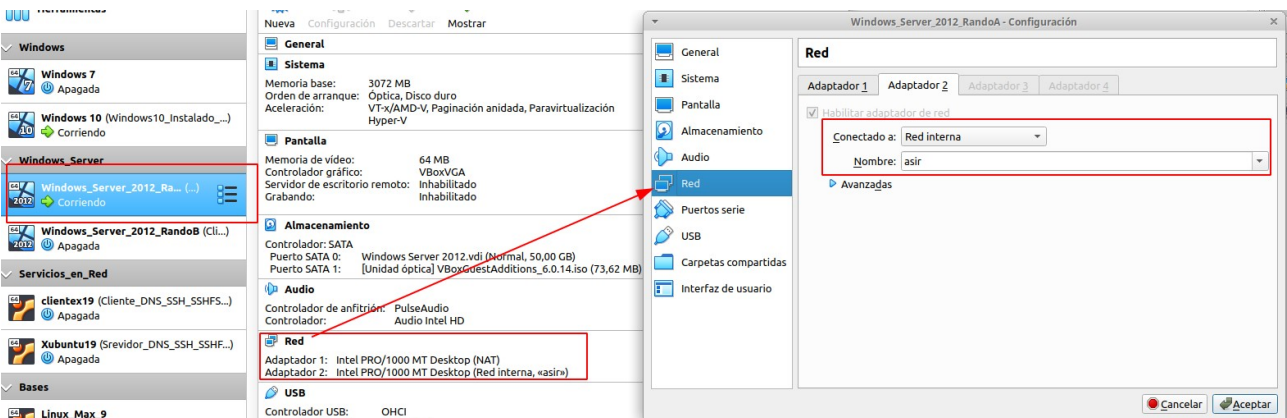 Herramientas
Windows
Windows 7
Apagada
Windows 10 (Windows10_Instalado_...)
Corriendo
Windows_Server
Windows_Server_2012_Ra... (...)
Corriendo
Windows_Server_2012_RandoB (Cli...)
Apagada
Servicios_en_Red
clientex19 (Cliente_DNS_SSH_SSHFS...)
Apagada
Xubuntu19 (Srevidor_DNS_SSH_SSHF...)
Apagada
Bases
Linux_Max_9
Nueva Configuración Descartar Mostrar
General
Sistema
Memoria base: 3072 MB
Orden de arranque: Óptica, Disco duro
Aceleración: VT-x/AMD-V, Paginación anidada, Paravirtualización
Hyper-V
Pantalla
Memoria de vídeo: 64 MB
Controlador gráfico: VBoxVGA
Servidor de escritorio remoto: Inhabilitado
Grabando: Inhabilitado
Almacenamiento
Controlador: SATA
Puerto SATA 0: Windows Server 2012.vdi (Normal, 50,00 GB)
Puerto SATA 1: [Unidad óptica] VBoxGuestAdditions_6.0.14.iso (73,62 MB)
Audio
Controlador de anfitrión: PulseAudio
Controlador: Audio Intel HD
Red
Adaptador 1: Intel PRO/1000 MT Desktop (NAT)
Adaptador 2: Intel PRO/1000 MT Desktop (Red interna, «asir»)
USB
Controlador USB: OHCI
Windows_Server_2012_RandoA - Configuración
General
Sistema
Pantalla
Almacenamiento
Audio
Red
Puertos serie
USB
Carpetas compartidas
Interfaz de usuario
Red
Adaptador 1 Adaptador 2 Adaptador 3 Adaptador 4
Habilitar adaptador de red
Conectado a: Red interna
Nombre: asir
Avanzadas
Cancelar Aceptar